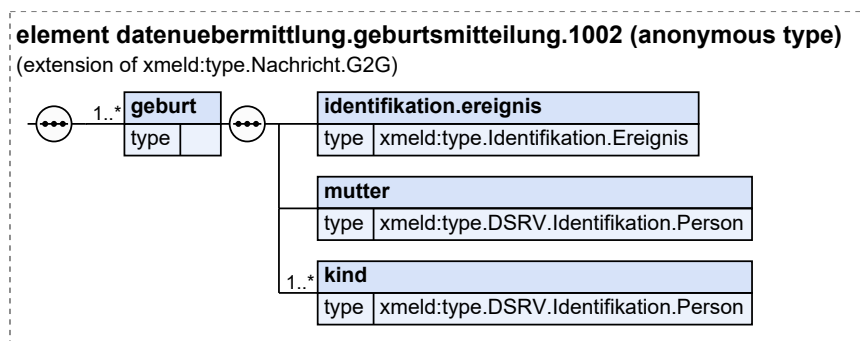 element datenuebermittlung.geburtsmitteilung.1002 (anonymous type)
(extension of xmeld:type.Nachricht.G2G)
1..* geburt
type
identifikation.ereignis
type xmeld:type.Identifikation.Ereignis
mutter
type xmeld:type.DSRV.Identifikation.Person
1..* kind
type xmeld:type.DSRV.Identifikation.Person